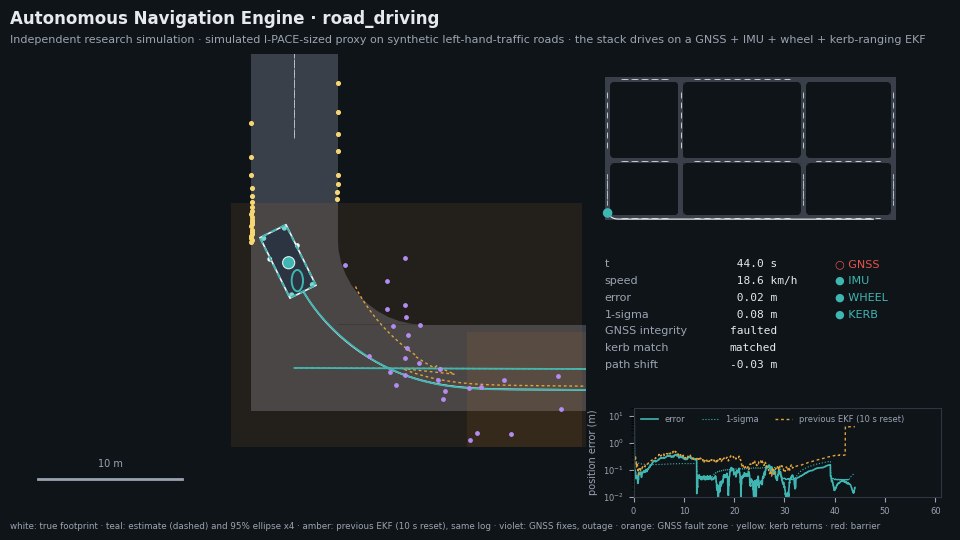 Autonomous Navigation Engine · road_driving
Independent research simulation · simulated I-PACE-sized proxy on synthetic left-hand-traffic roads · the stack drives on a GNSS + IMU + wheel + kerb-ranging EKF
t 44.0 s ○ GNSS
speed 18.6 km/h ● IMU
error 0.02 m ● WHEEL
1-sigma 0.08 m ● KERB
GNSS integrity faulted
kerb match matched
path shift -0.03 m
10 m
position error (m)
error 1-sigma previous EKF (10 s reset)
10¹
10⁰
10⁻¹
10⁻²
0 10 20 30 40 50 60
white: true footprint · teal: estimate (dashed) and 95% ellipse x4 · amber: previous EKF (10 s reset), same log · violet: GNSS fixes, outage · orange: GNSS fault zone · yellow: kerb returns · red: barrier